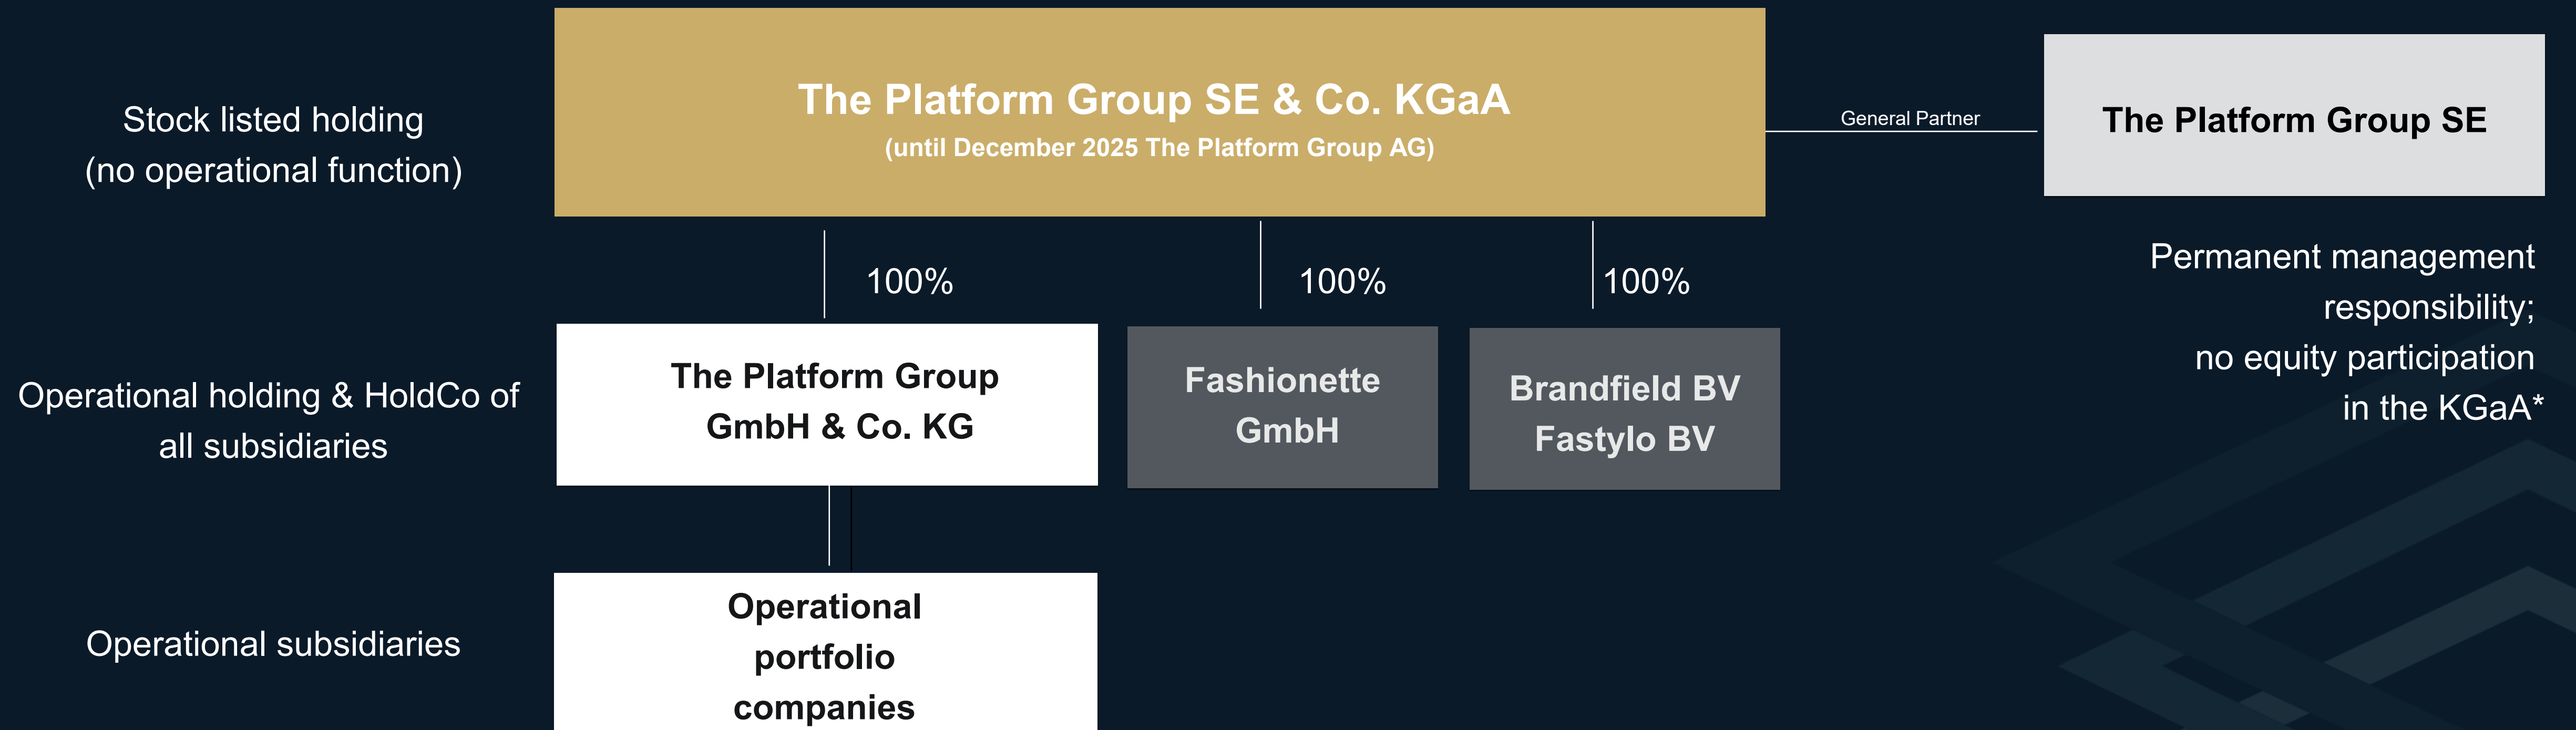 Stock listed holding
(no operational function)
The Platform Group SE & Co. KGaA
(until December 2025 The Platform Group AG)
General Partner
The Platform Group SE
Permanent management
responsibility;
no equity participation
in the KGaA*
100%
100%
100%
Operational holding & HoldCo of
all subsidiaries
The Platform Group
GmbH & Co. KG
Fashionette
GmbH
Brandfield BV
Fastylo BV
Operational subsidiaries
Operational
portfolio
companies